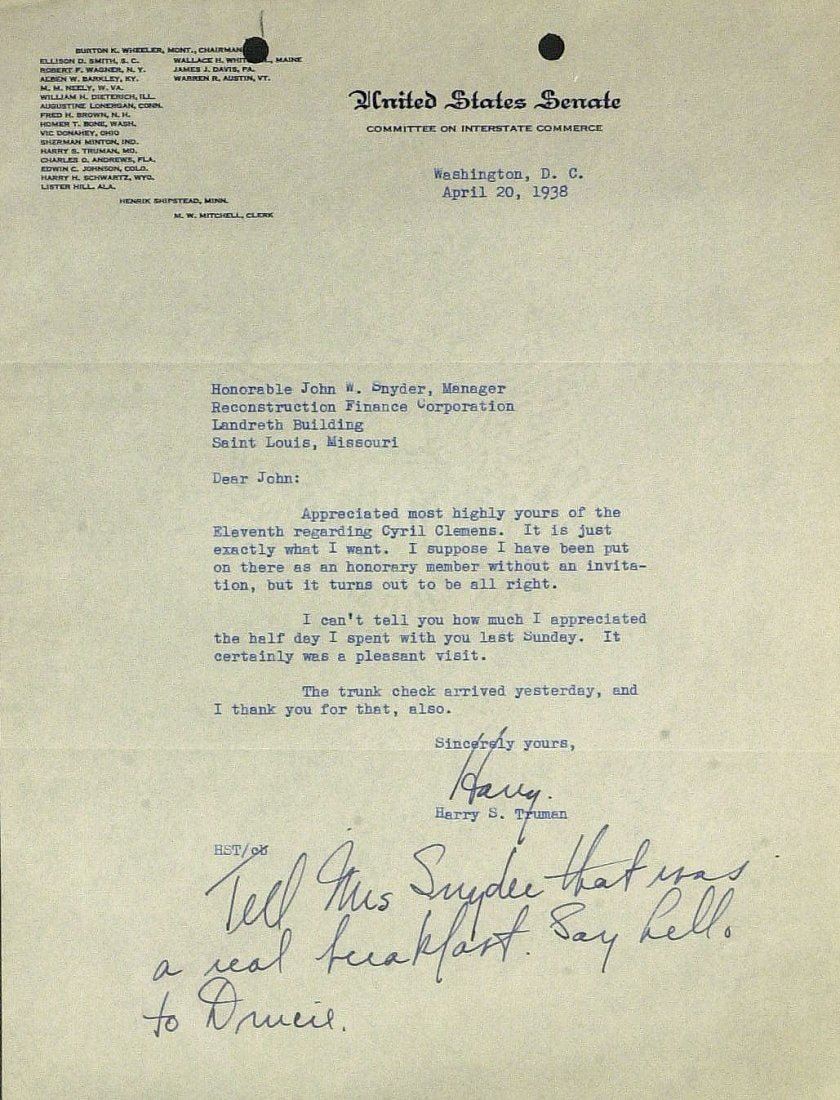 BURTON K. WHEELER, MONT., CHAIRMAN
ELLISON D. SMITH, S. C.
ROBERT F. WAGNER, N. Y.
ALBEN W. BARKLEY, KY.
M. M. NEELY, W. VA.
WILLIAM H. DIETERICH, ILL.
AUGUSTINE LONERGAN, CONN.
FRED H. BROWN, N. H.
HOMER T. BONE, WASH.
VIC DONAHEY, OHIO
SHERMAN MINTON, IND.
HARRY S. TRUMAN, MO.
CHARLES O. ANDREWS, FLA.
EDWIN C. JOHNSON, COLO.
HARRY H. SCHWARTZ, WYO.
LISTER HILL, ALA.
WALLACE H. MAINE
JAMES J. DAVIS, PA.
WARREN R. AUSTIN, VT.
HENRIK SHIPSTEAD, MINN.
M. W. MITCHELL, CLERK
United States Senate
COMMITTEE ON INTERSTATE COMMERCE
Washington, D. C.
April 20, 1938
Honorable John W. Snyder, Manager
Reconstruction Finance Corporation
Landreth Building
Saint Louis, Missouri
Dear John:
Appreciated most highly yours of the
Eleventh regarding Cyril Clemens. It is just
exactly what I want. I suppose I have been put
on there as an honorary member without an invita-
tion, but it turns out to be all right.
I can't tell you how much I appreciated
the half day I spent with you last Sunday. It
certainly was a pleasant visit.
The trunk check arrived yesterday, and
I thank you for that, also.
Sincerely yours,
Harry.
Harry S. Truman
HST/ck
Tell Mrs Snyder that was
a real breakfast. Say hello
to Drucie.